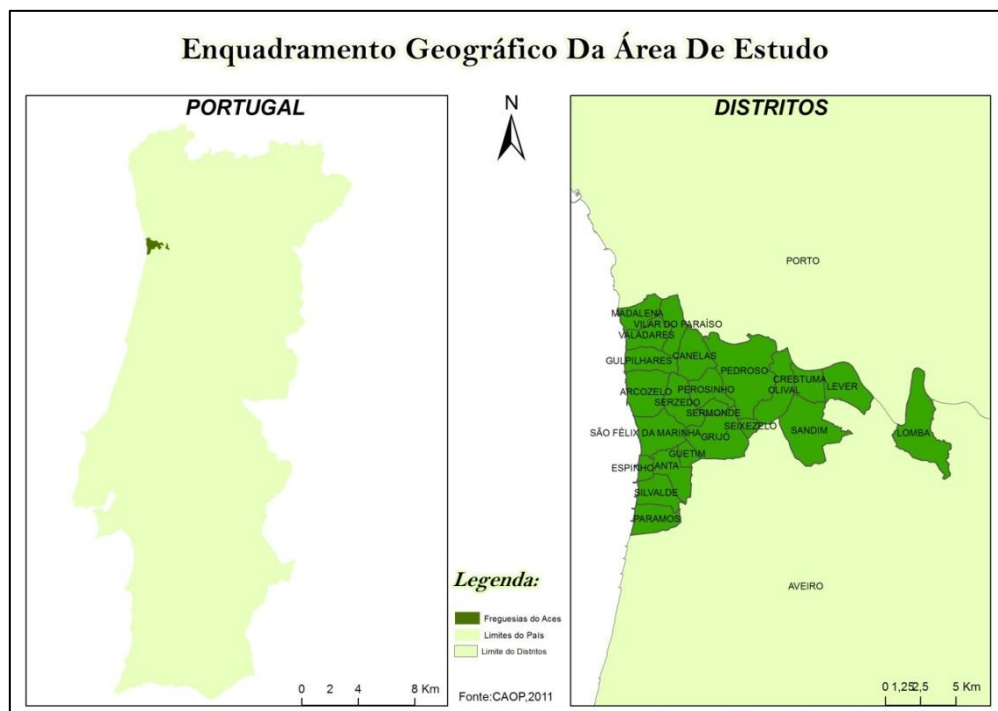 Enquadramento Geográfico Da Área De Estudo
PORTUGAL
N
DISTRITOS
PORTO
MADALENA
VILAR DO PARAÍSO
VALADARES
GULPILHARES
CANELAS
PEDROSO
CRESTUMA
OLIVAL
LEVER
ARCOZELO
PEROSINHO
SERZEDO
SERMONDE
SEIXEZELO
SÃO FÉLIX DA MARINHA
GRIJÓ
SANDIM
LOMBA
GUETIM
ESPINHO
ANTA
SILVALDE
PARAMOS
AVEIRO
Legenda:
Freguesias do Aces
Limites do País
Limite do Distritos
Fonte:CAOP,2011
0 2 4 8 Km
0 1,25 2,5 5 Km